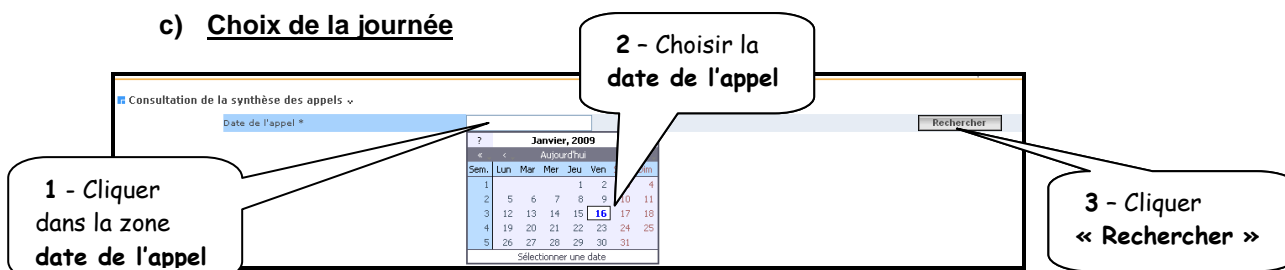 c) Choix de la journée
2 – Choisir la
date de l'appel
Consultation de la synthèse des appels
Date de l'appel *
Rechercher
? Janvier, 2009
« ‹ Aujourd'hui
Sem. Lun Mar Mer Jeu Ven Dim
1 1 2 4
2 5 6 7 8 9 10 11
3 12 13 14 15 16 17 18
4 19 20 21 22 23 24 25
5 26 27 28 29 30 31
Sélectionner une date
1 - Cliquer
dans la zone
date de l'appel
3 – Cliquer
« Rechercher »